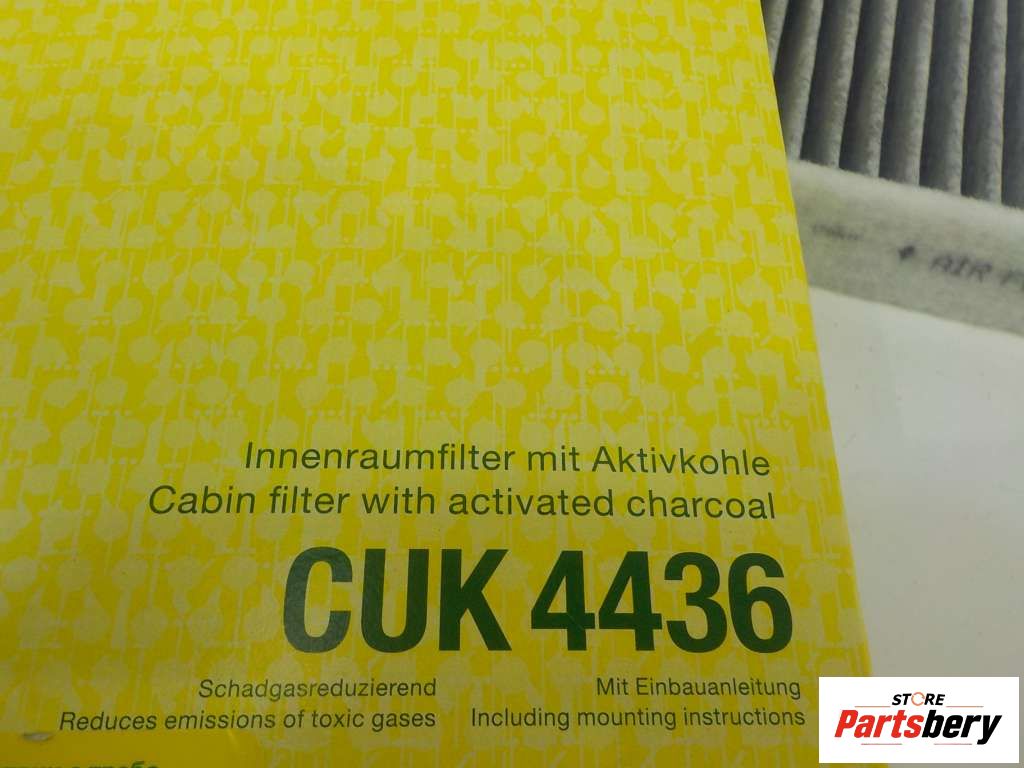 AIR
Innenraumfilter mit Aktivkohle
Cabin filter with activated charcoal
CUK 4436
Schadgasreduzierend
Mit Einbauanleitung
Reduces emissions of toxic gases
Including mounting instructions
STORE
Partsbery